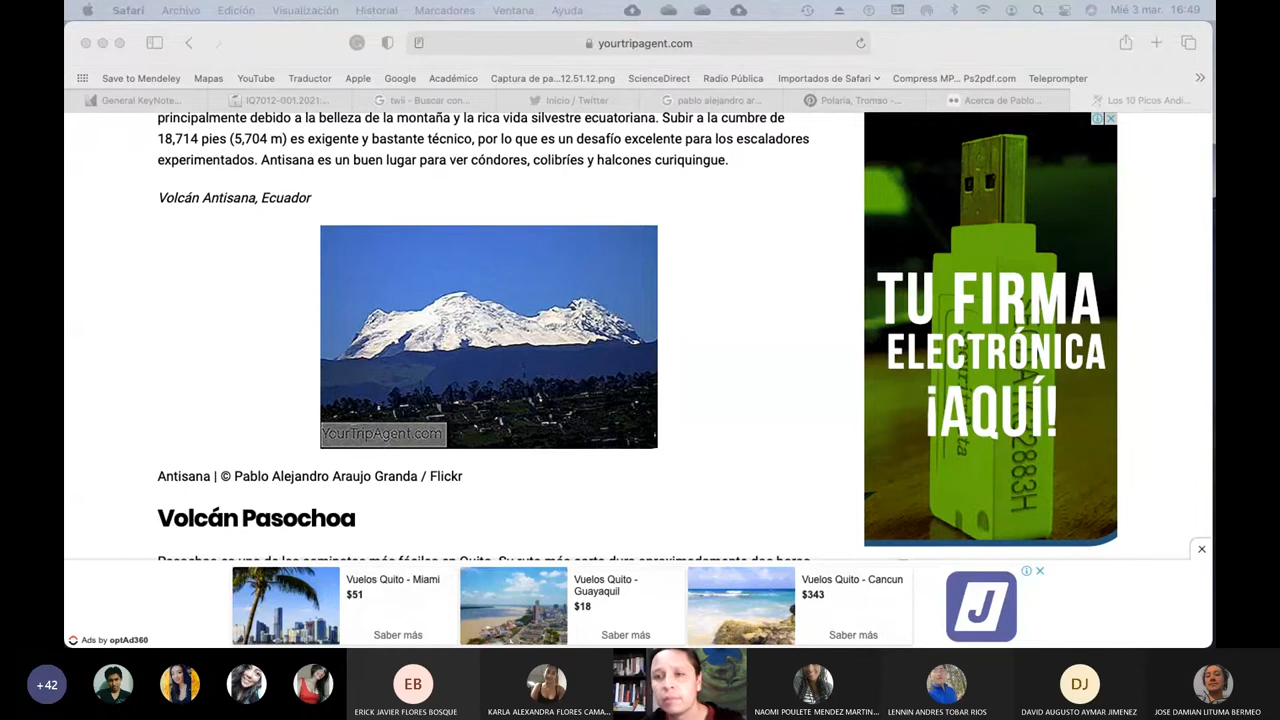 Safari Archivo Edición Visualización Historial Marcadores Ventana Ayuda Mié 3 mar. 16:49
yourtripagent.com
Save to Mendeley Mapas YouTube Traductor Apple Google Académico Captura de pa...12.51.12.png ScienceDirect Radio Pública Importados de Safari Compress MP... Ps2pdf.com Teleprompter
General KeyNote... IQ7012-001.2021:... twii - Buscar con... Inicio / Twitter pablo alejandro ar... Polaria, Tromso -... Acerca de Pablo... Los 10 Picos Andi...
principalmente debido a la belleza de la montaña y la rica vida silvestre ecuatoriana. Subir a la cumbre de
18,714 pies (5,704 m) es exigente y bastante técnico, por lo que es un desafío excelente para los escaladores
experimentados. Antisana es un buen lugar para ver cóndores, colibríes y halcones curiquingue.
Volcán Antisana, Ecuador
YourTripAgent.com
Antisana | © Pablo Alejandro Araujo Granda / Flickr
Volcán Pasochoa
TU FIRMA
ELECTRÓNICA
¡AQUÍ!
Vuelos Quito - Miami
$51
Saber más
Vuelos Quito -
Guayaquil
$18
Saber más
Vuelos Quito - Cancun
$343
Saber más
J
Ads by optAd360
+42
EB
DJ
ERICK JAVIER FLORES BOSQUE
KARLA ALEXANDRA FLORES CAMA...
NAOMI POULETE MENDEZ MARTIN...
LENNIN ANDRES TOBAR RIOS
DAVID AUGUSTO AYMAR JIMENEZ
JOSE DAMIAN LITUMA BERMEO